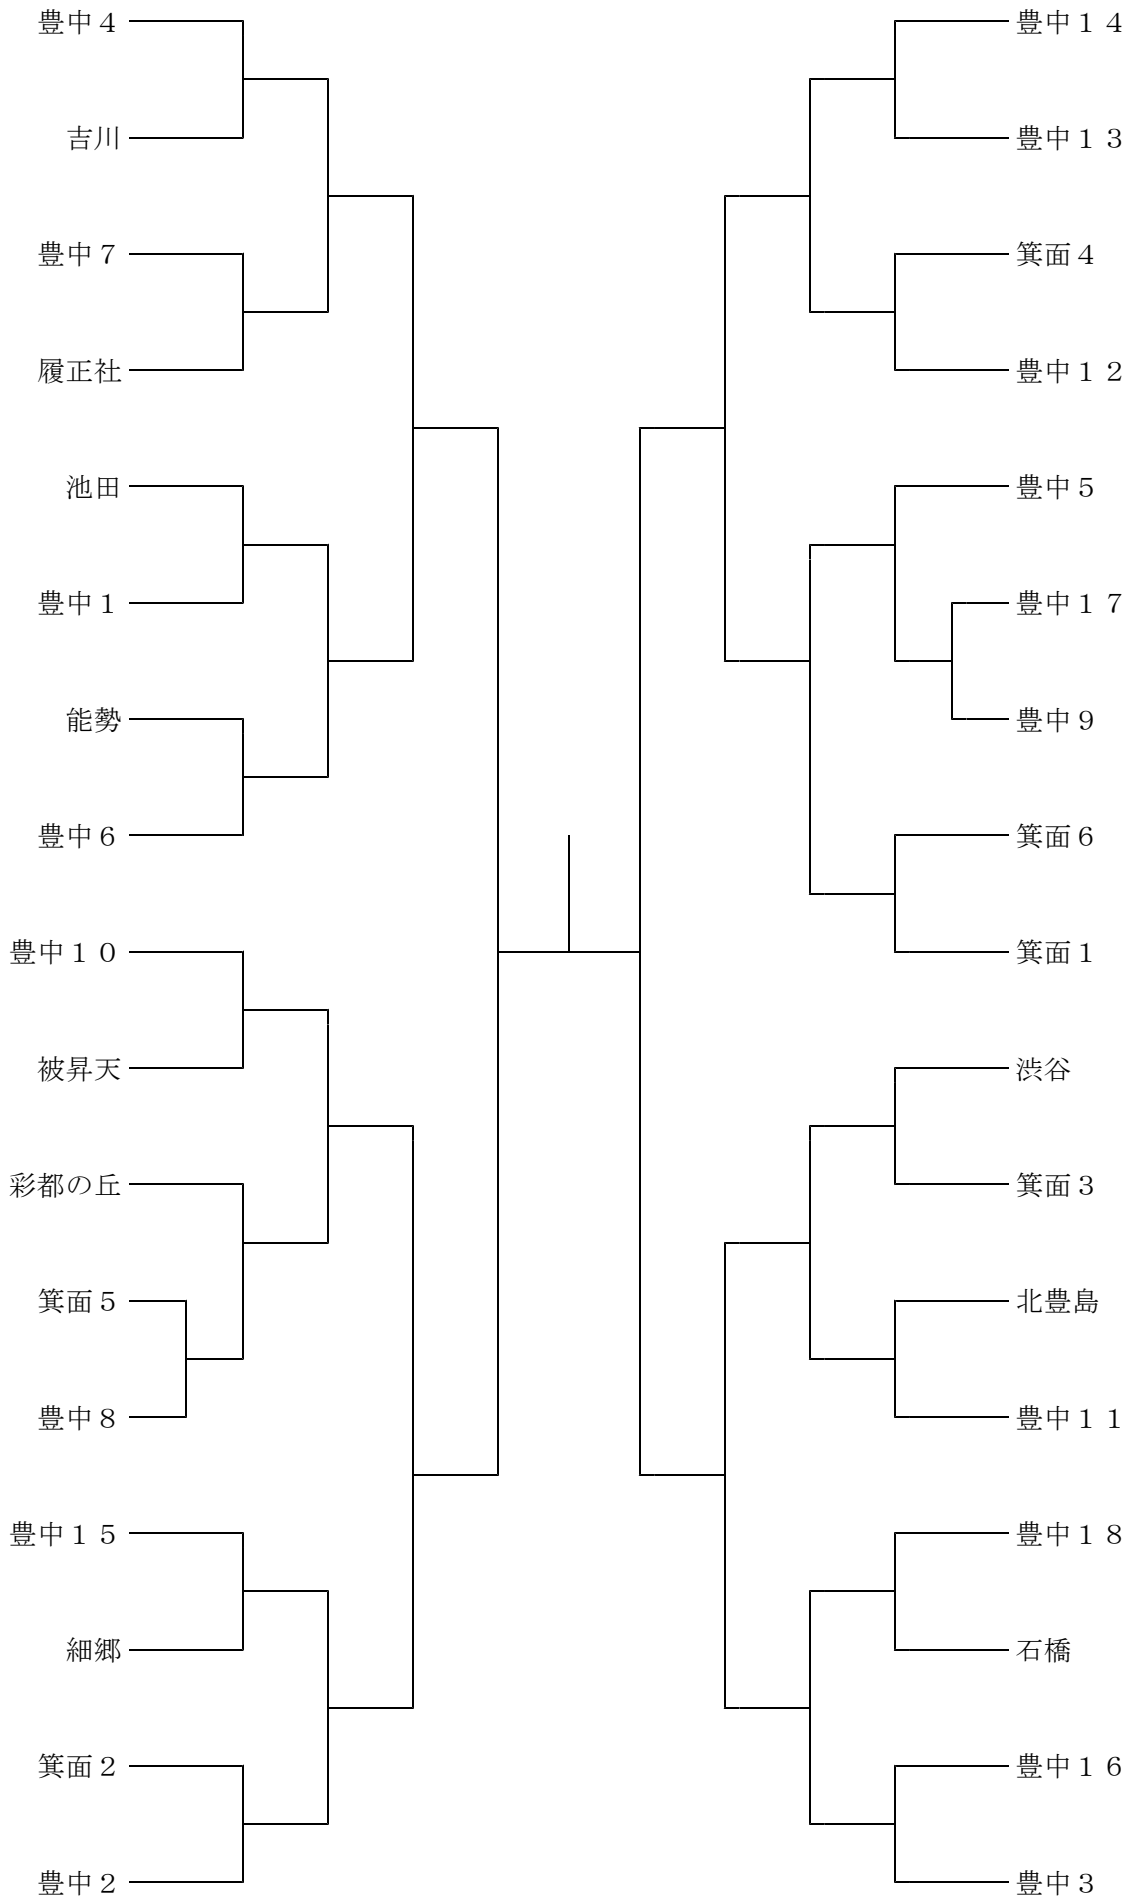 豊中４
吉川
豊中７
履正社
池田
豊中１
能勢
豊中６
豊中１０
被昇天
彩都の丘
箕面５
豊中８
豊中１５
細郷
箕面２
豊中２
豊中１４
豊中１３
箕面４
豊中１２
豊中５
豊中１７
豊中９
箕面６
箕面１
渋谷
箕面３
北豊島
豊中１１
豊中１８
石橋
豊中１６
豊中３